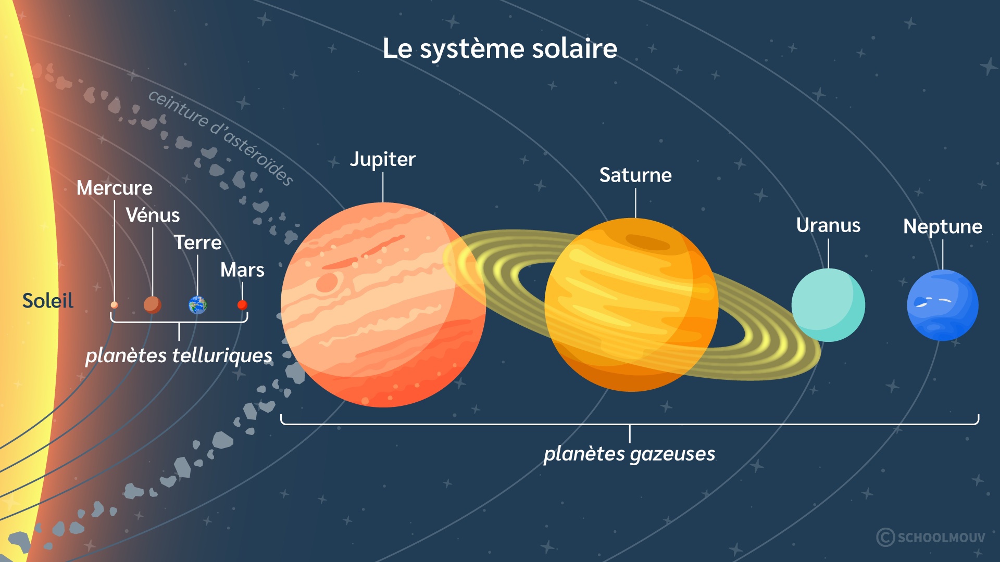 Le système solaire
ceinture d'astéroïdes
Jupiter
Saturne
Mercure
Vénus
Terre
Mars
Uranus
Neptune
Soleil
planètes telluriques
planètes gazeuses
© SCHOOLMOUV